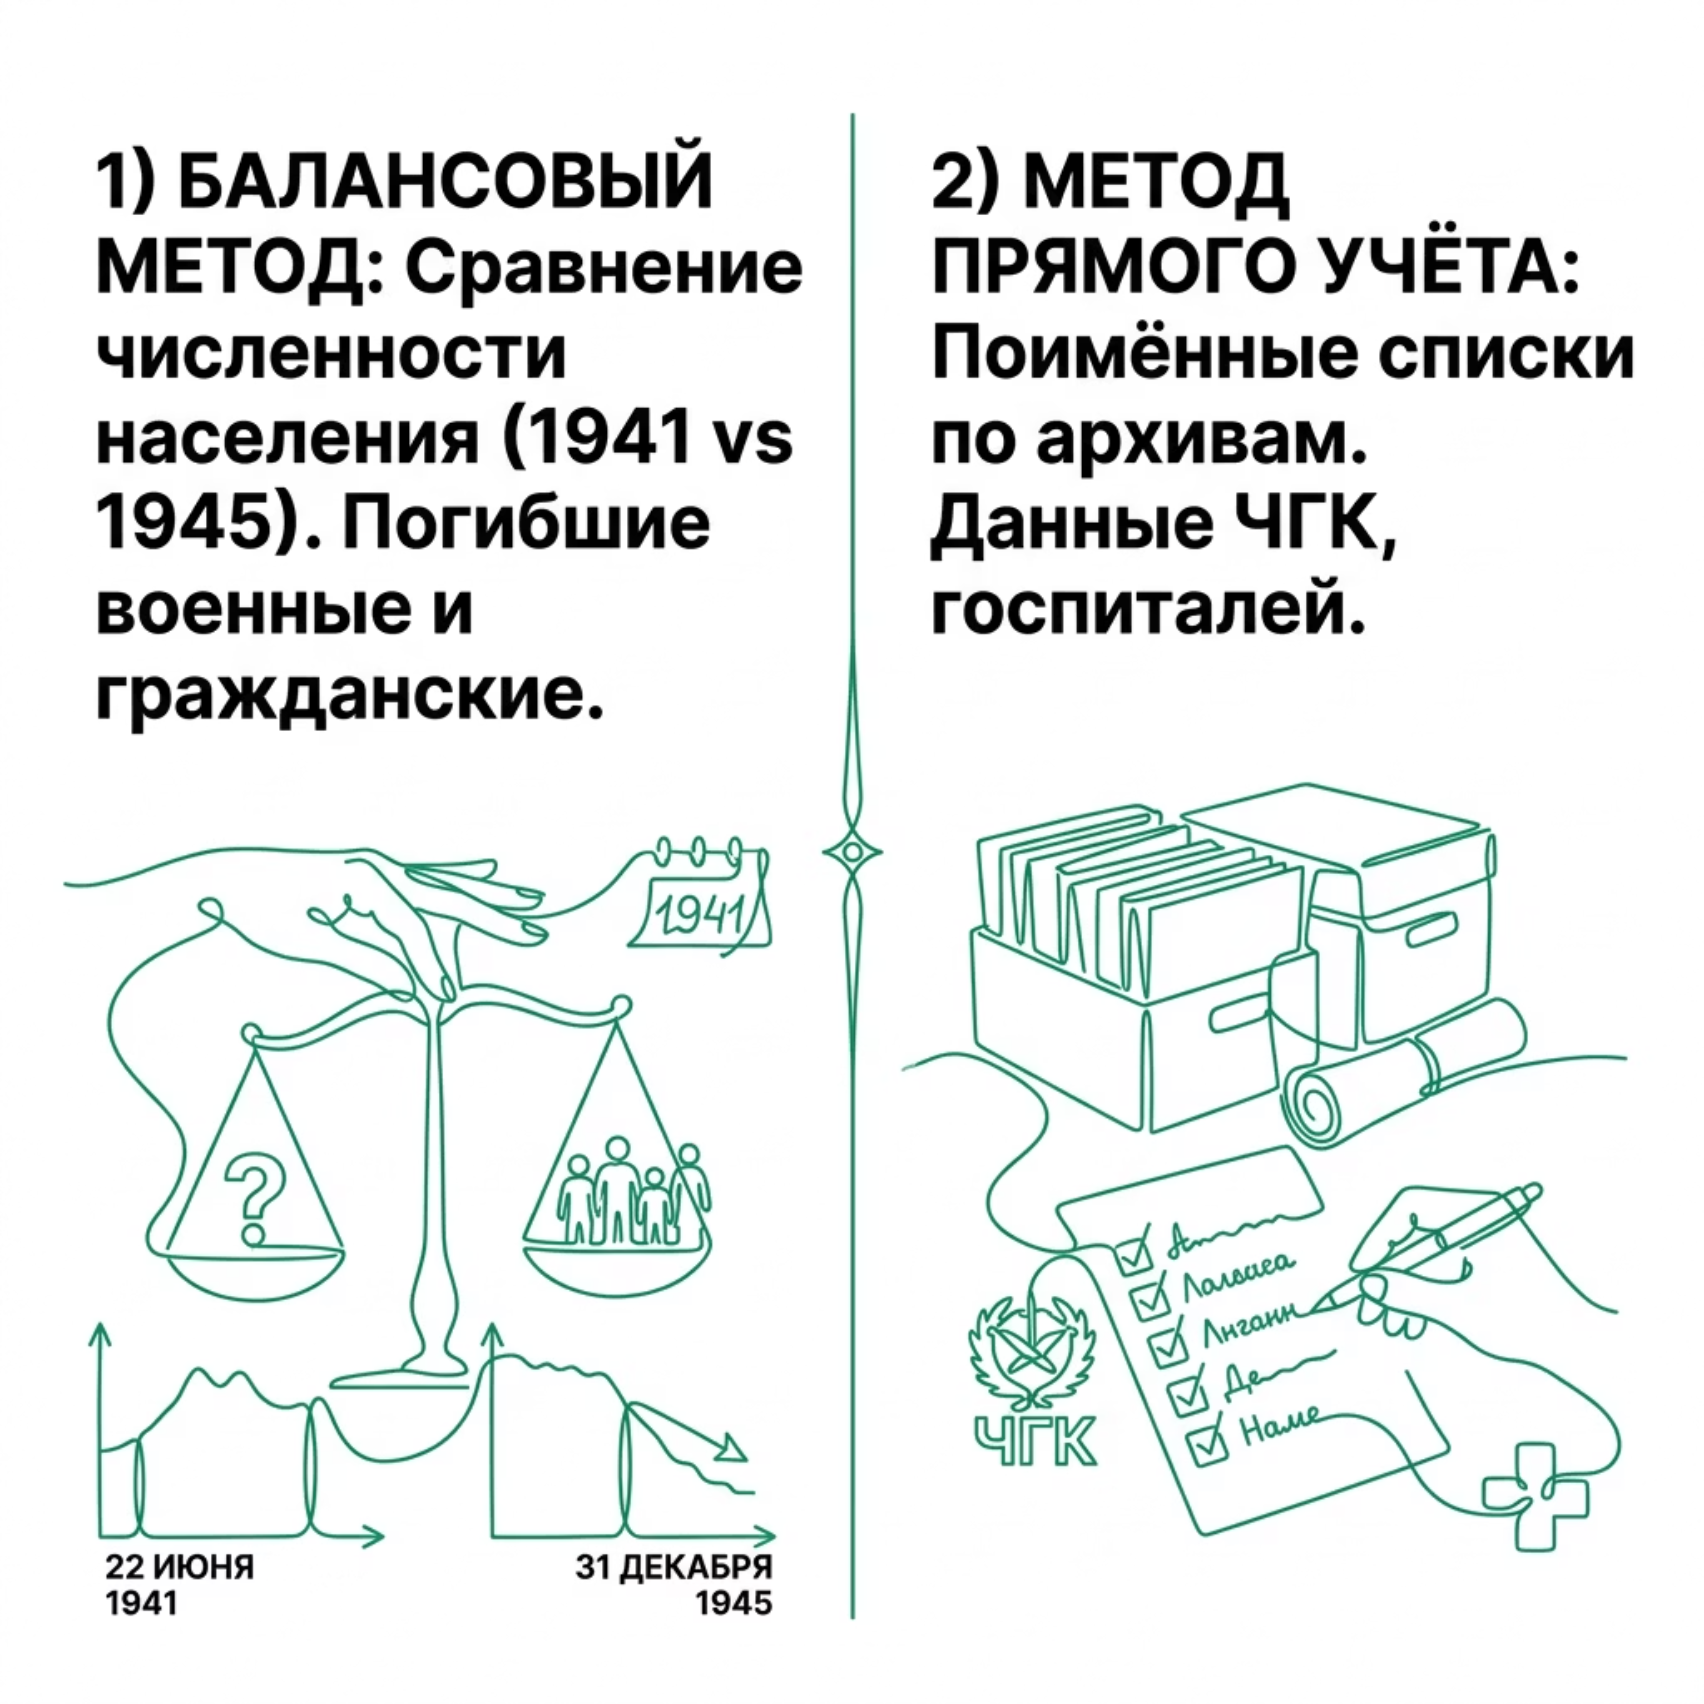 1) БАЛАНСОВЫЙ
МЕТОД: Сравнение
численности
населения (1941 vs
1945). Погибшие
военные и
гражданские.
1941
?
22 ИЮНЯ
1941
31 ДЕКАБРЯ
1945
2) МЕТОД
ПРЯМОГО УЧЁТА:
Поимённые списки
по архивам.
Данные ЧГК,
госпиталей.
ЧГК